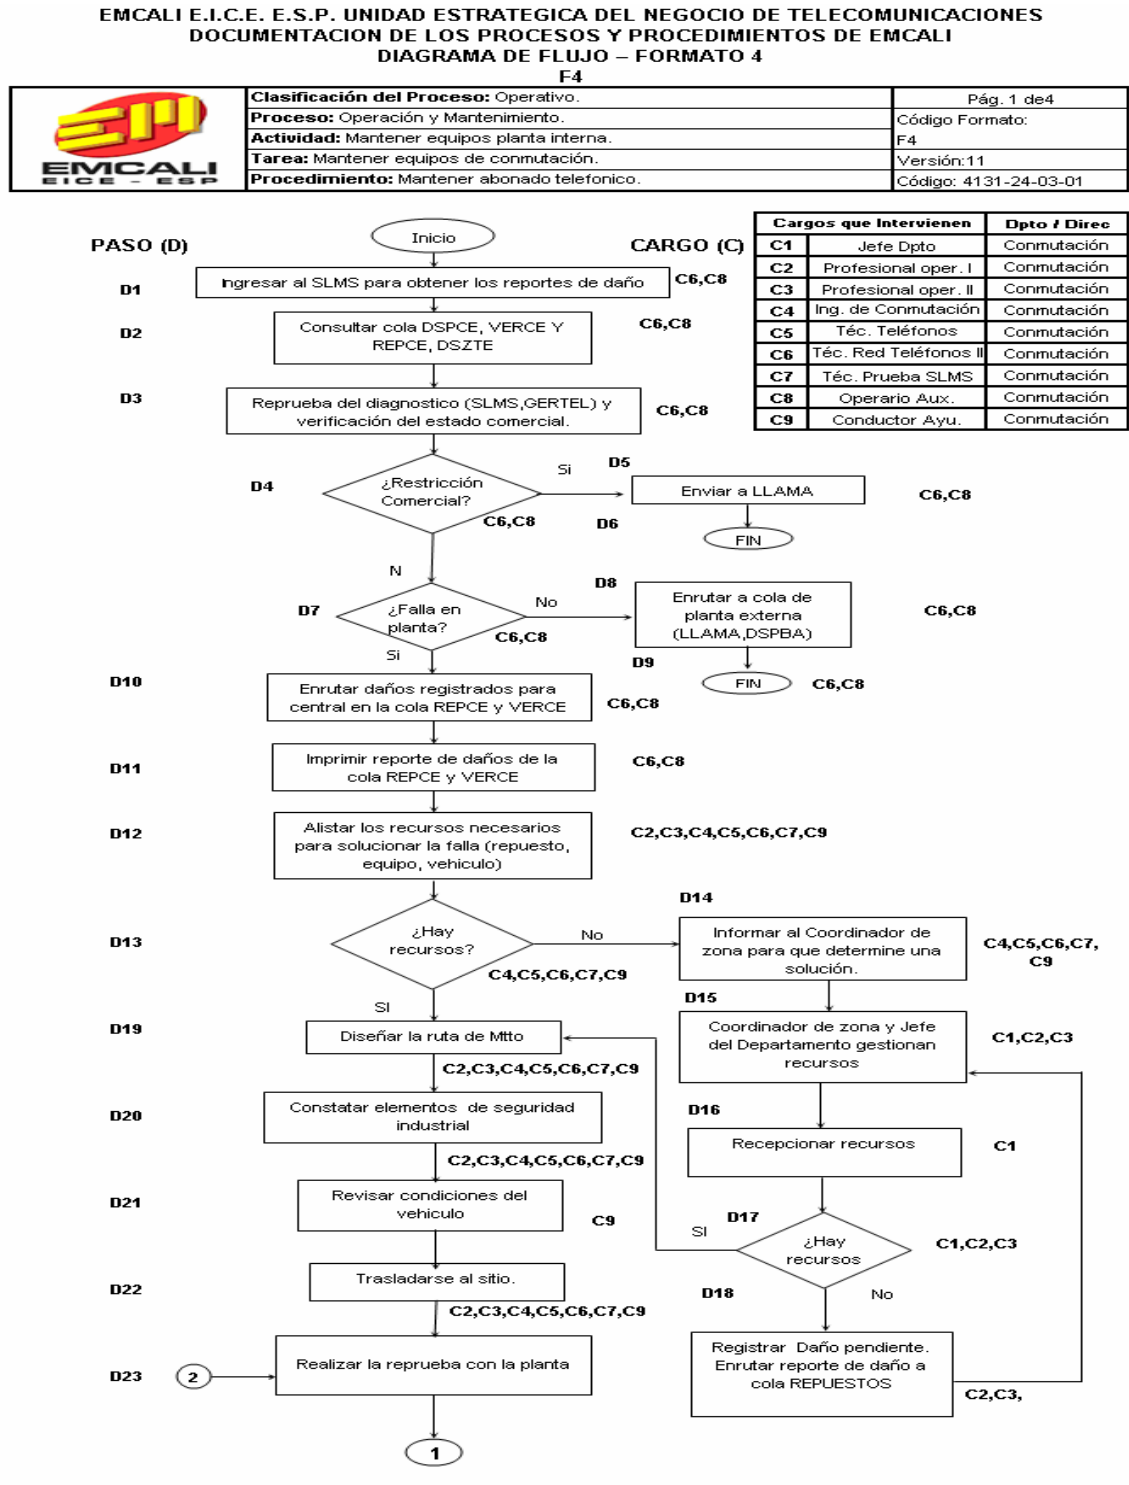 EMCALI E.I.C.E. E.S.P. UNIDAD ESTRATEGICA DEL NEGOCIO DE TELECOMUNICACIONES
DOCUMENTACION DE LOS PROCESOS Y PROCEDIMIENTOS DE EMCALI
DIAGRAMA DE FLUJO – FORMATO 4
F4
EM
EMCALI
EICE - ESP
Clasificación del Proceso: Operativo.
Proceso: Operación y Mantenimiento.
Actividad: Mantener equipos planta interna.
Tarea: Mantener equipos de conmutación.
Procedimiento: Mantener abonado telefonico.
Pág. 1 de4
Código Formato:
F4
Versión:11
Código: 4131-24-03-01
PASO (D)
Inicio
CARGO (C)
Cargos que Intervienen Dpto / Direc
C1 Jefe Dpto Conmutación
C2 Profesional oper. I Conmutación
C3 Profesional oper. II Conmutación
C4 Ing. de Conmutación Conmutación
C5 Téc. Teléfonos Conmutación
C6 Téc. Red Teléfonos II Conmutación
C7 Téc. Prueba SLMS Conmutación
C8 Operario Aux. Conmutación
C9 Conductor Ayu. Conmutación
D1
Ingresar al SLMS para obtener los reportes de daño
C6,C8
D2
Consultar cola DSPCE, VERCE Y
REPCE, DSZTE
C6,C8
D3
Reprueba del diagnostico (SLMS,GERTEL) y
verificación del estado comercial.
C6,C8
D4
¿Restricción
Comercial?
C6,C8
Si
D5
Enviar a LLAMA
C6,C8
D6
FIN
N
D7
¿Falla en
planta?
C6,C8
No
D8
Enrutar a cola de
planta externa
(LLAMA,DSPBA)
C6,C8
D9
FIN
C6,C8
Si
D10
Enrutar daños registrados para
central en la cola REPCE y VERCE
C6,C8
D11
Imprimir reporte de daños de la
cola REPCE y VERCE
C6,C8
D12
Alistar los recursos necesarios
para solucionar la falla (repuesto,
equipo, vehiculo)
C2,C3,C4,C5,C6,C7,C9
D13
¿Hay
recursos?
C4,C5,C6,C7,C9
No
D14
Informar al Coordinador de
zona para que determine una
solución.
C4,C5,C6,C7,
C9
D15
Coordinador de zona y Jefe
del Departamento gestionan
recursos
C1,C2,C3
D16
Recepcionar recursos
C1
D17
¿Hay
recursos
C1,C2,C3
SI
No
D18
Registrar Daño pendiente.
Enrutar reporte de daño a
cola REPUESTOS
C2,C3,
SI
D19
Diseñar la ruta de Mtto
C2,C3,C4,C5,C6,C7,C9
D20
Constatar elementos de seguridad
industrial
C2,C3,C4,C5,C6,C7,C9
D21
Revisar condiciones del
vehiculo
C9
D22
Trasladarse al sitio.
C2,C3,C4,C5,C6,C7,C9
D23
2
Realizar la reprueba con la planta
1